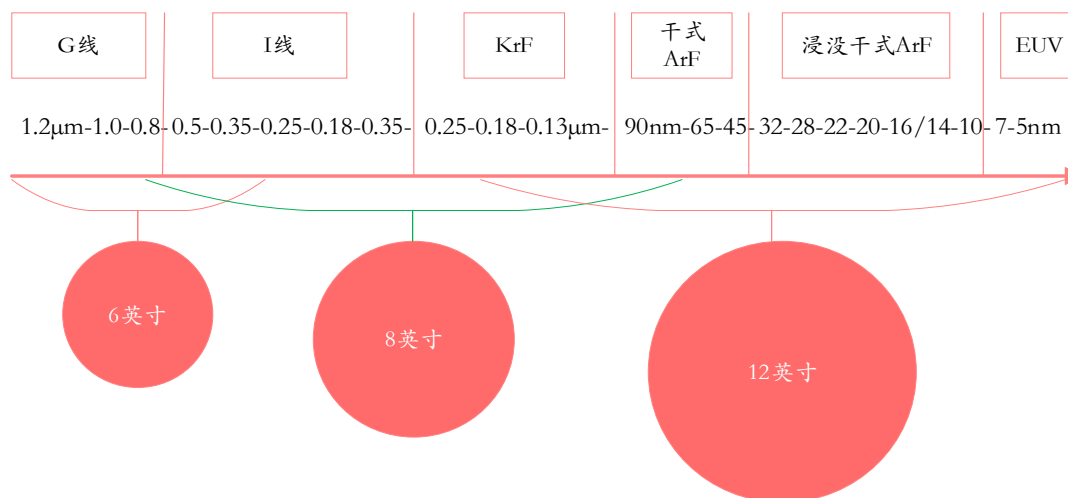 G线
I线
KrF
干式
ArF
浸没干式ArF
EUV
1.2μm-1.0-0.8-0.5-0.35-0.25-0.18-0.35- 0.25-0.18-0.13μm- 90nm-65-45-32-28-22-20-16/14-10-7-5nm
6英寸
8英寸
12英寸